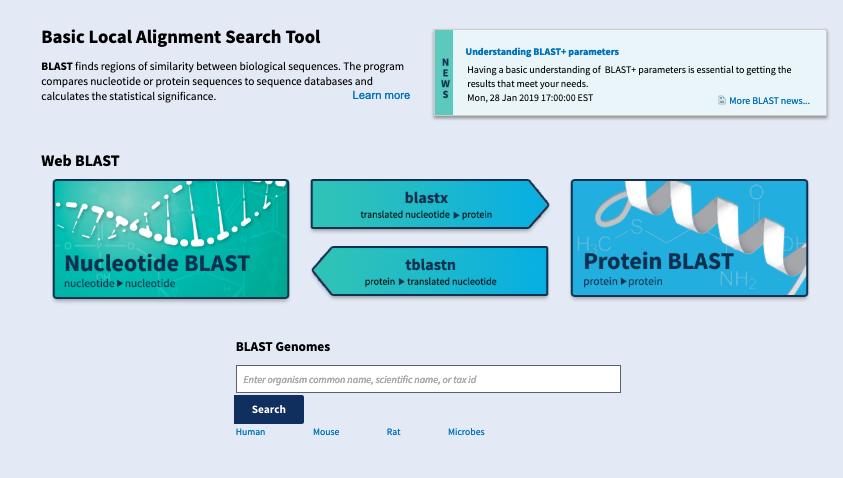 Basic Local Alignment Search Tool
BLAST finds regions of similarity between biological sequences. The program
compares nucleotide or protein sequences to sequence databases and
calculates the statistical significance.
Learn more
NEWS
Understanding BLAST+ parameters
Having a basic understanding of BLAST+ parameters is essential to getting the
results that meet your needs.
Mon, 28 Jan 2019 17:00:00 EST
More BLAST news...
Web BLAST
Nucleotide BLAST
nucleotide ▶ nucleotide
blastx
translated nucleotide ▶ protein
tblastn
protein ▶ translated nucleotide
H₃C
S
O
OH
NH₂
Protein BLAST
protein ▶ protein
BLAST Genomes
Enter organism common name, scientific name, or tax id
Search
Human Mouse Rat Microbes